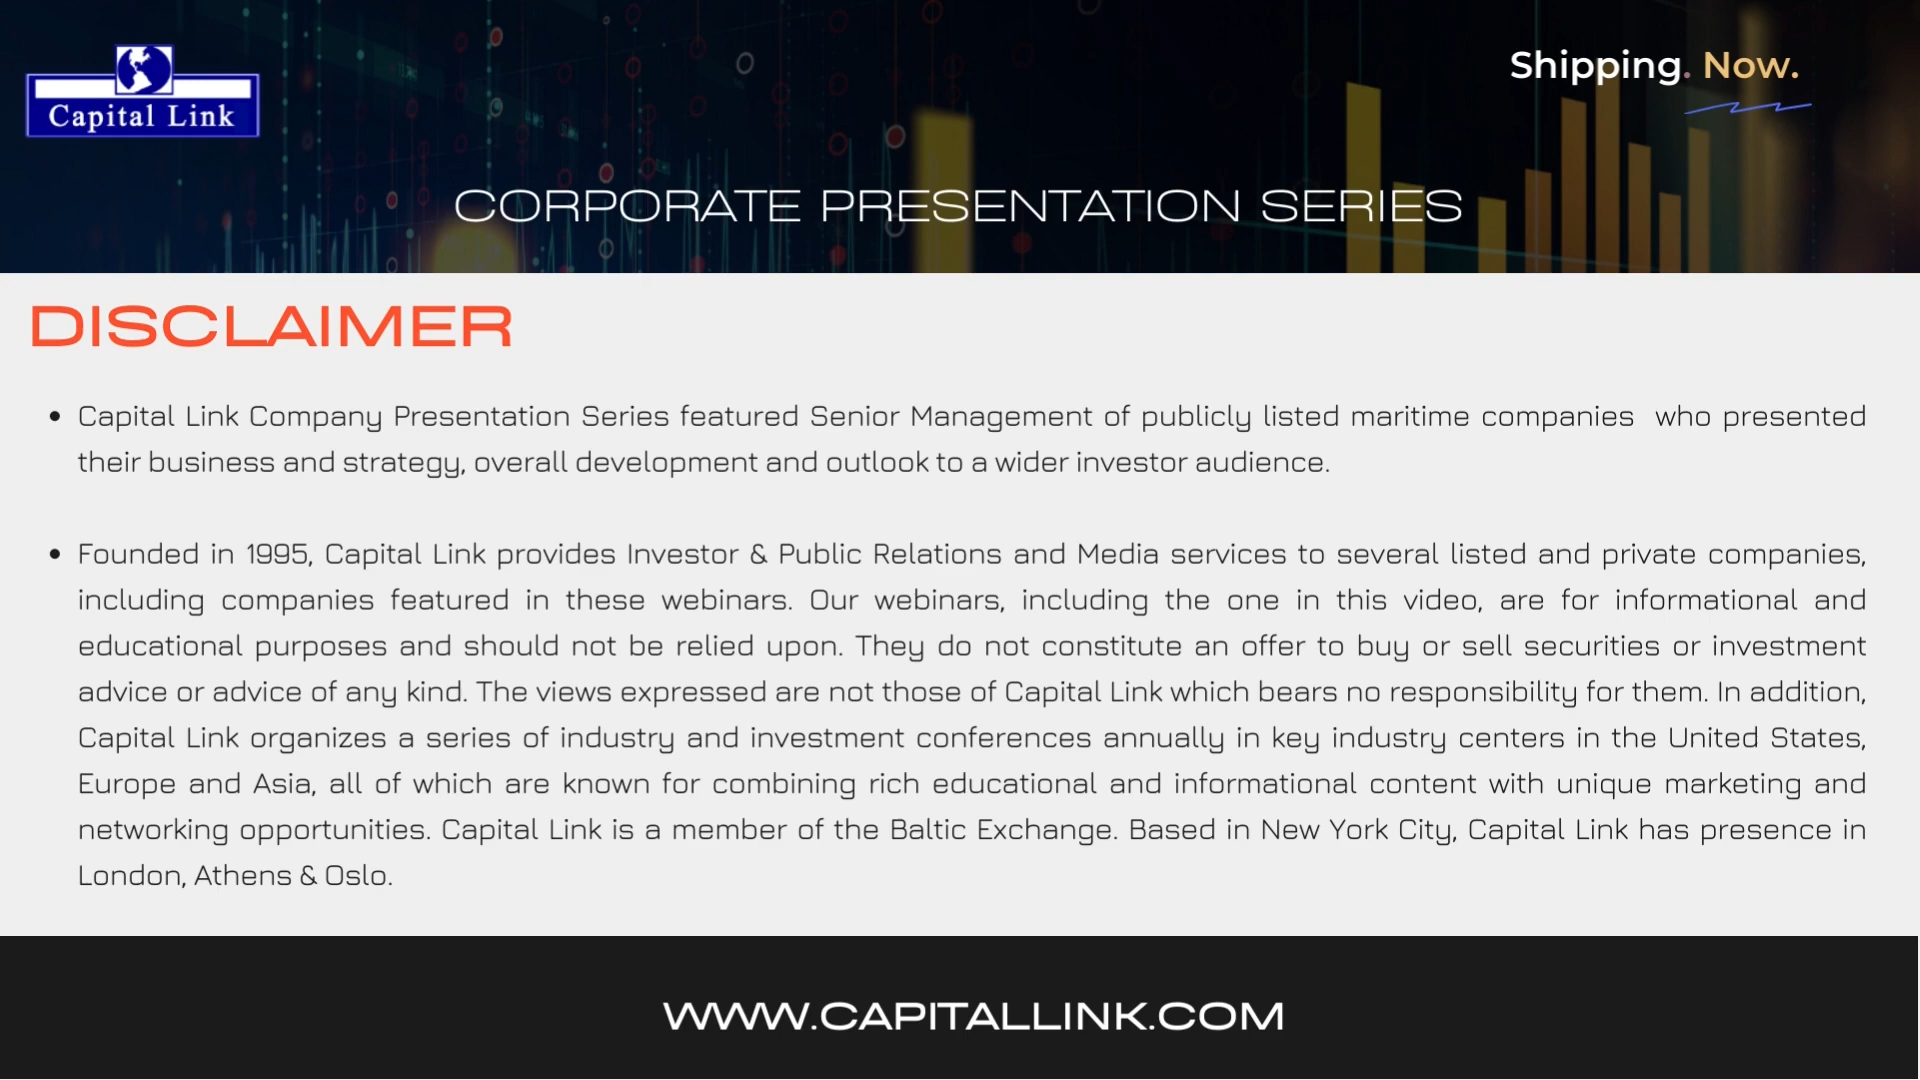 Capital Link
Shipping. Now.
CORPORATE PRESENTATION SERIES
DISCLAIMER
• Capital Link Company Presentation Series featured Senior Management of publicly listed maritime companies who presented
their business and strategy, overall development and outlook to a wider investor audience.
• Founded in 1995, Capital Link provides Investor & Public Relations and Media services to several listed and private companies,
including companies featured in these webinars. Our webinars, including the one in this video, are for informational and
educational purposes and should not be relied upon. They do not constitute an offer to buy or sell securities or investment
advice or advice of any kind. The views expressed are not those of Capital Link which bears no responsibility for them. In addition,
Capital Link organizes a series of industry and investment conferences annually in key industry centers in the United States,
Europe and Asia, all of which are known for combining rich educational and informational content with unique marketing and
networking opportunities. Capital Link is a member of the Baltic Exchange. Based in New York City, Capital Link has presence in
London, Athens & Oslo.
WWW.CAPITALLINK.COM